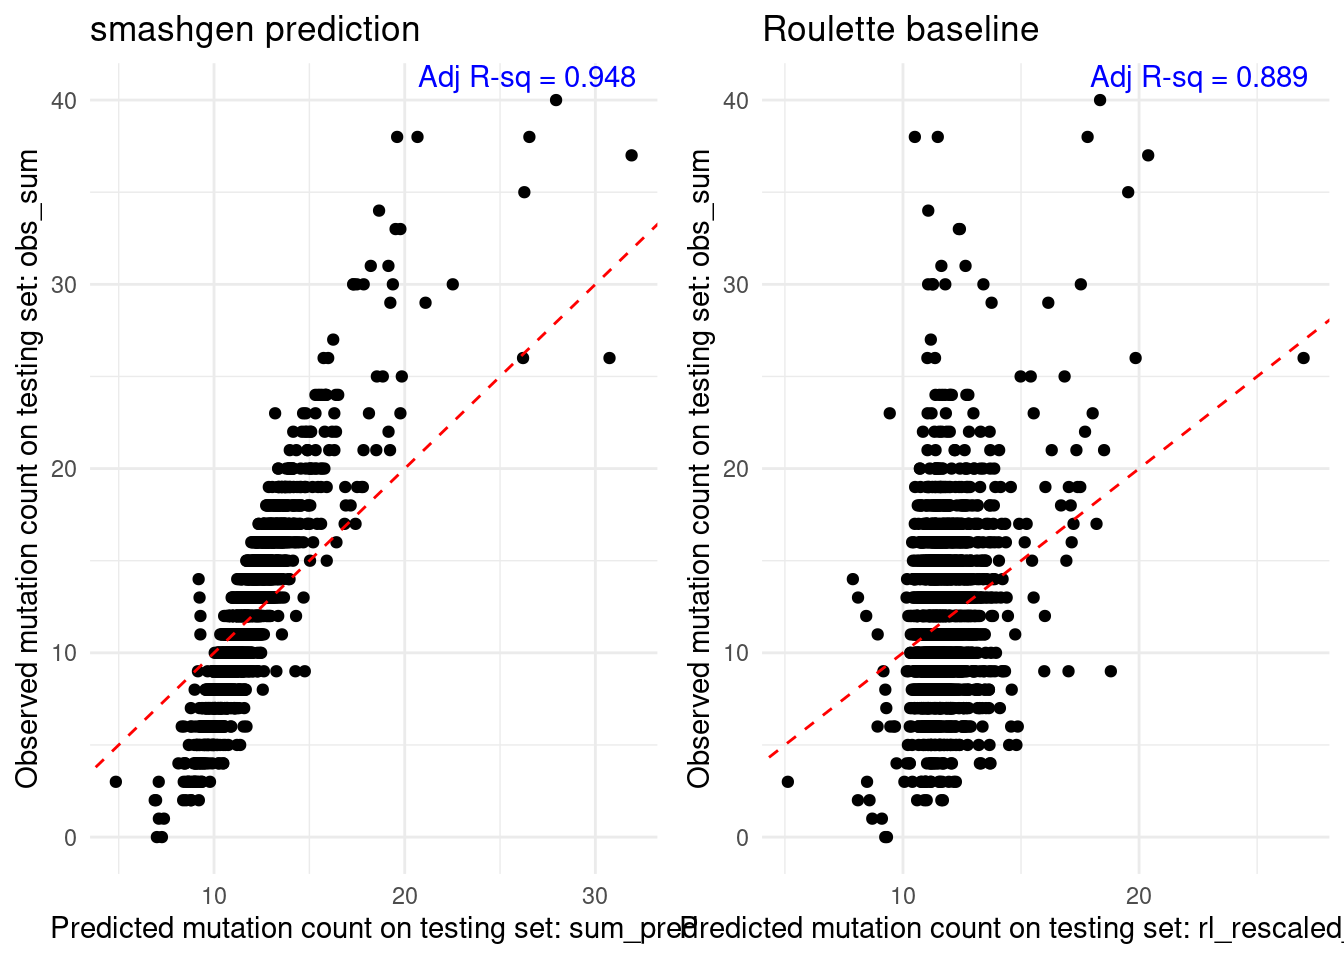 smashgen prediction
Adj R-sq = 0.948
Observed mutation count on testing set: obs_sum
40
30
20
10
0
10
20
30
Predicted mutation count on testing set: sum_pred
Roulette baseline
Adj R-sq = 0.889
Observed mutation count on testing set: obs_sum
40
30
20
10
0
10
20
Predicted mutation count on testing set: rl_rescaled_